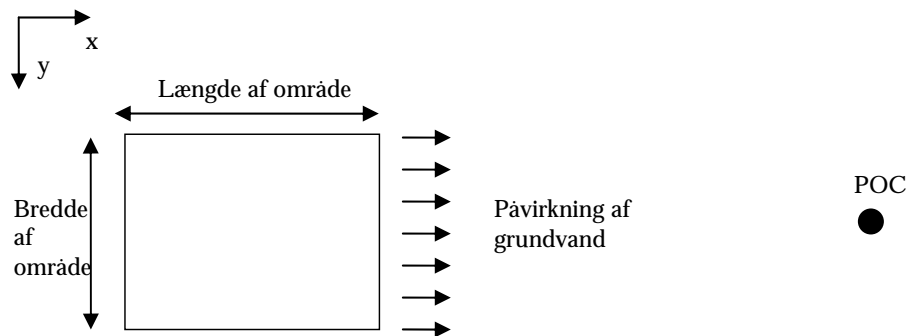 x
y
Længde af område
Bredde
af
område
Påvirkning af
grundvand
POC